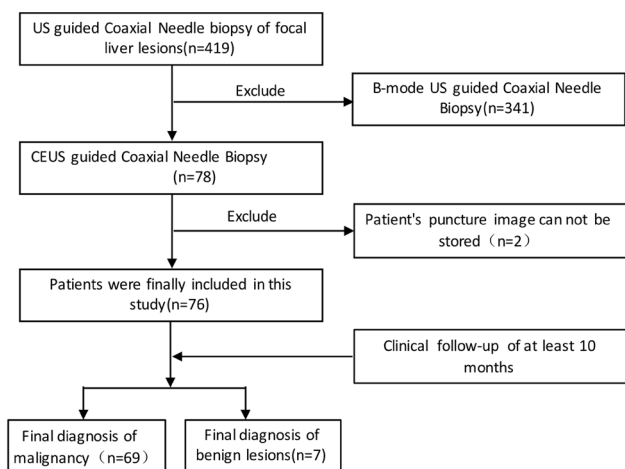 US guided Coaxial Needle biopsy of focal
liver lesions(n=419)
Exclude
B-mode US guided Coaxial Needle
Biopsy(n=341)
CEUS guided Coaxial Needle Biopsy
(n=78)
Exclude
Patient's puncture image can not be
stored（n=2）
Patients were finally included in this
study(n=76)
Clinical follow-up of at least 10
months
Final diagnosis of
malignancy（n=69)
Final diagnosis of
benign lesions(n=7)